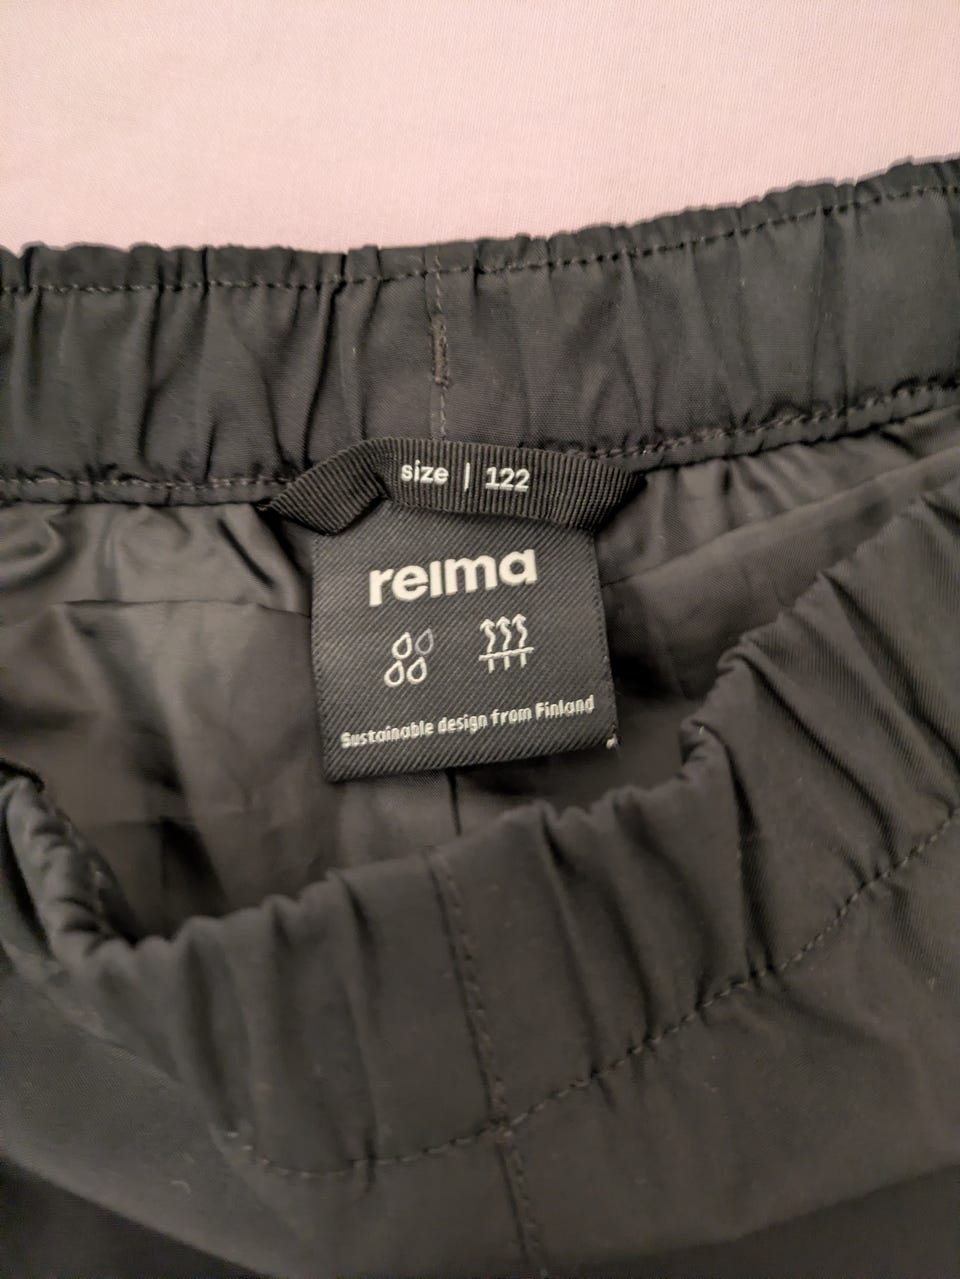 size | 122
reima
Sustainable design from Finland